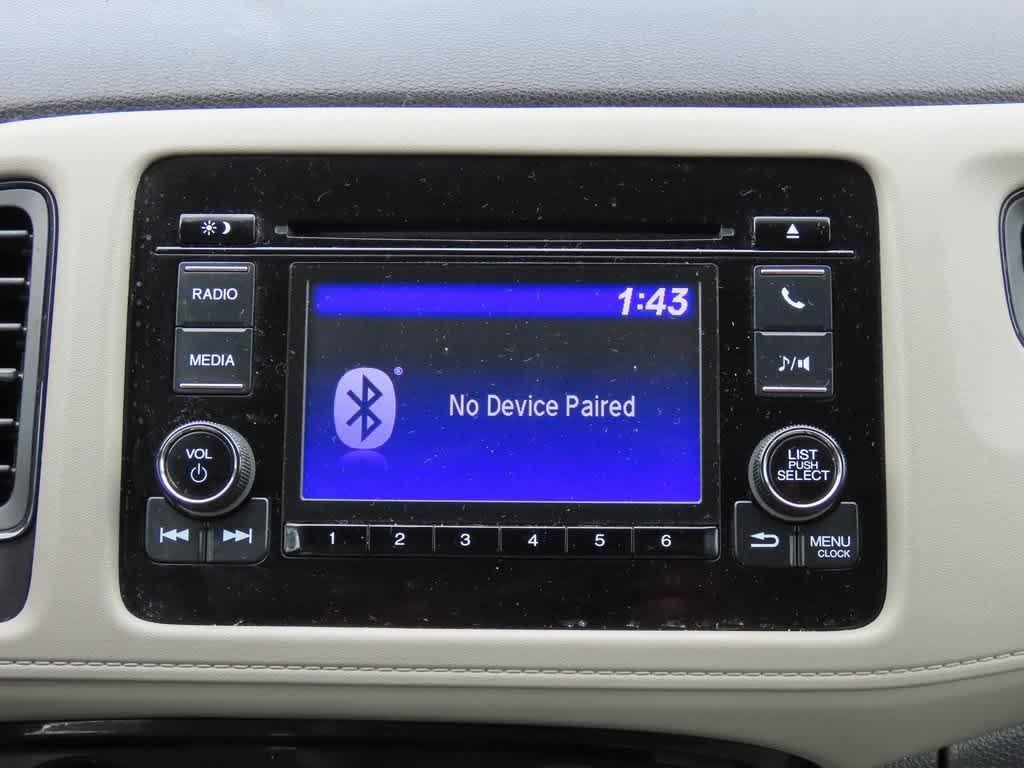 RADIO
1:43
MEDIA
®
No Device Paired
VOL
LIST
PUSH
SELECT
1 2 3 4 5 6
MENU
CLOCK